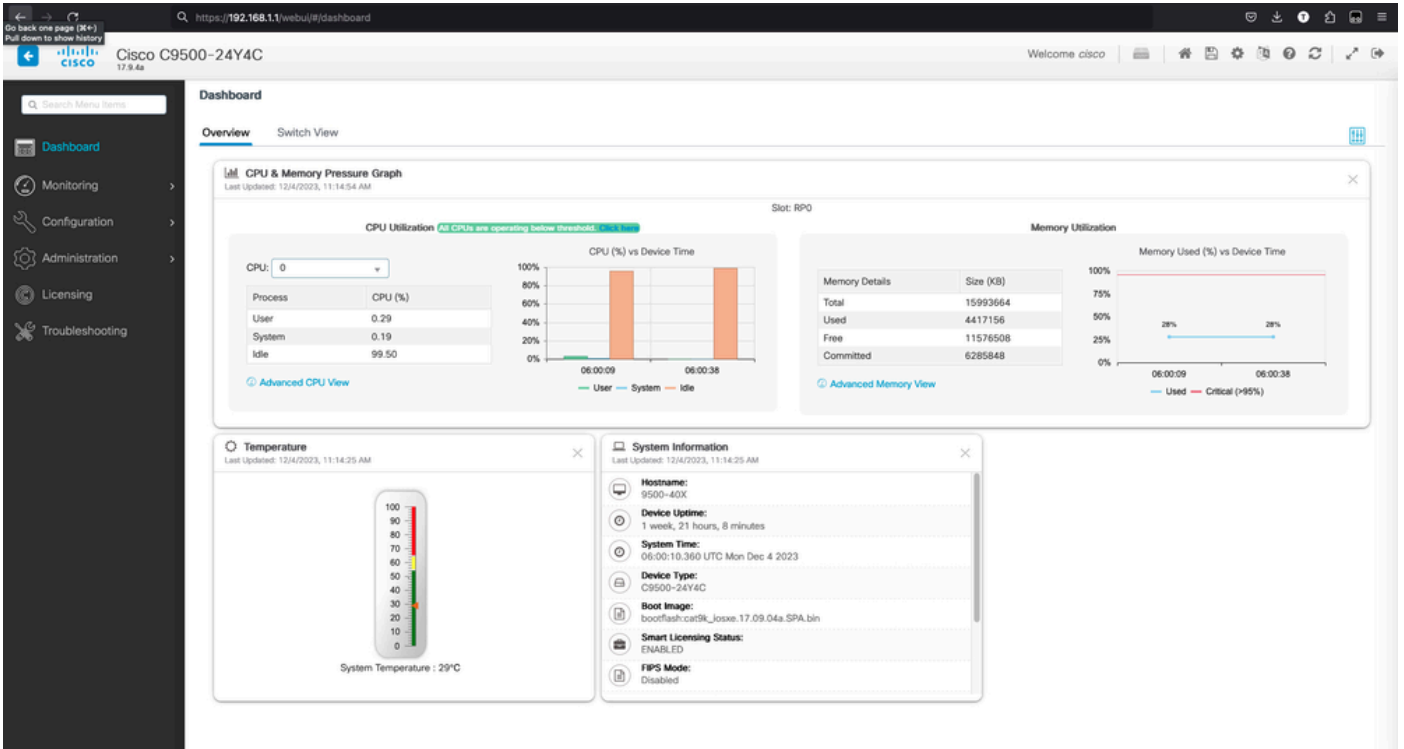 https://192.168.1.1/webui/#/dashboard
Go back one page (⌘←)
Pull down to show history
CISCO
Cisco C9500-24Y4C
17.9.4a
Welcome cisco
Search Menu Items
Dashboard
Monitoring
Configuration
Administration
Licensing
Troubleshooting
Dashboard
Overview Switch View
CPU & Memory Pressure Graph
Last Updated: 12/4/2023, 11:14:54 AM
Slot: RP0
CPU Utilization All CPUs are operating below threshold. Click here
CPU: 0
Process CPU (%)
User 0.29
System 0.19
Idle 99.50
Advanced CPU View
CPU (%) vs Device Time
100%
80%
60%
40%
20%
0%
06:00:09 06:00:38
User System Idle
Memory Utilization
Memory Details Size (KB)
Total 15993664
Used 4417156
Free 11576508
Committed 6285848
Advanced Memory View
Memory Used (%) vs Device Time
100%
75%
50%
25%
0%
28% 28%
06:00:09 06:00:38
Used Critical (>95%)
Temperature
Last Updated: 12/4/2023, 11:14:25 AM
100
90
80
70
60
50
40
30
20
10
0
System Temperature : 29°C
System Information
Last Updated: 12/4/2023, 11:14:25 AM
Hostname:
9500-40X
Device Uptime:
1 week, 21 hours, 8 minutes
System Time:
06:00:10.360 UTC Mon Dec 4 2023
Device Type:
C9500-24Y4C
Boot Image:
bootflash:cat9k_iosxe.17.09.04a.SPA.bin
Smart Licensing Status:
ENABLED
FIPS Mode:
Disabled